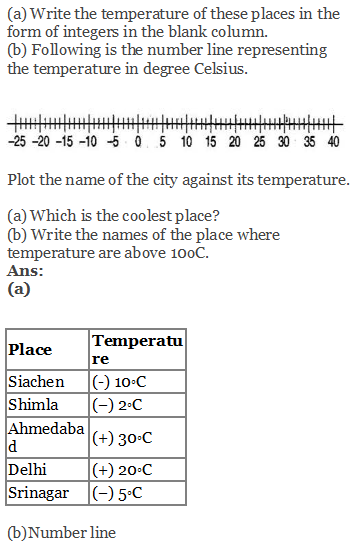 (a) Write the temperature of these places in the
form of integers in the blank column.
(b) Following is the number line representing
the temperature in degree Celsius.
-25 -20 -15 -10 -5 0 5 10 15 20 25 30 35 40
Plot the name of the city against its temperature.
(a) Which is the coolest place?
(b) Write the names of the place where
temperature are above 10oC.
Ans:
(a)
Place Temperatu
re
Siachen (-) 10∘C
Shimla (−) 2∘C
Ahmedaba
d (+) 30∘C
Delhi (+) 20∘C
Srinagar (−) 5∘C
(b)Number line